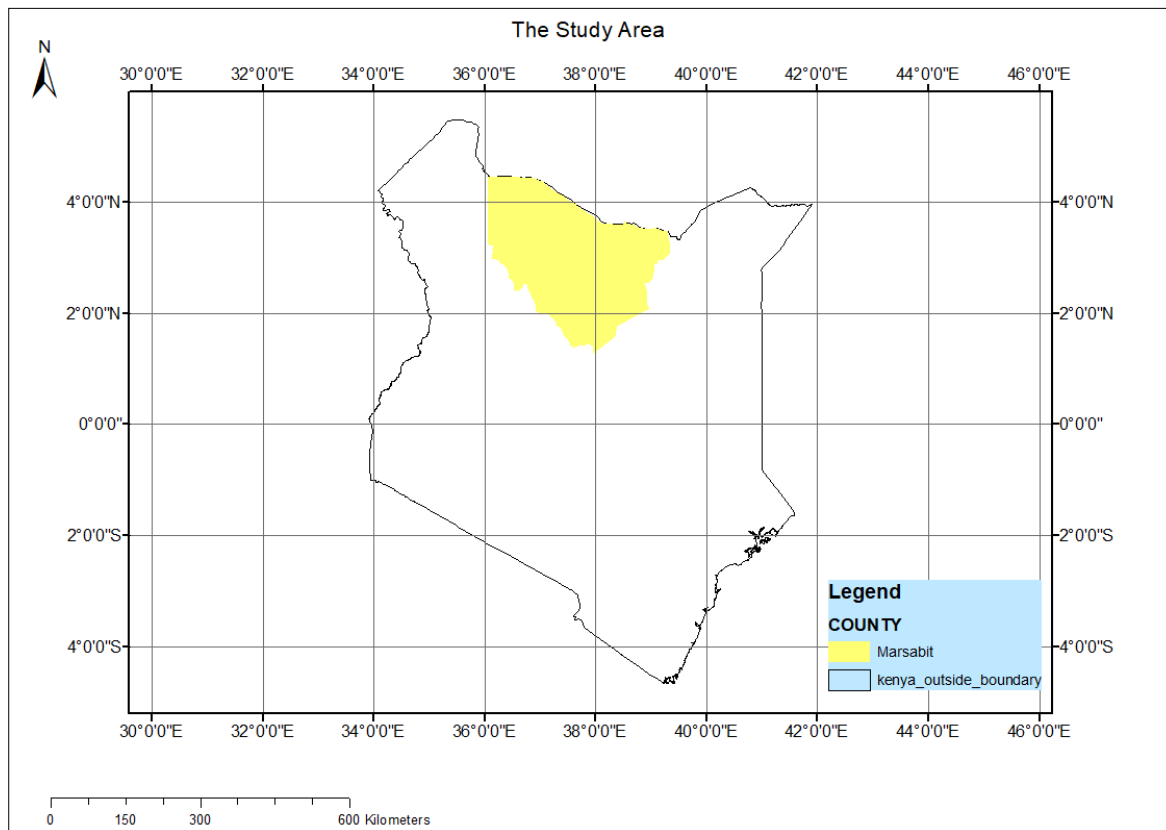 The Study Area
N
30°0'0"E 32°0'0"E 34°0'0"E 36°0'0"E 38°0'0"E 40°0'0"E 42°0'0"E 44°0'0"E 46°0'0"E
4°0'0"N 4°0'0"N
2°0'0"N 2°0'0"N
0°0'0" 0°0'0"
2°0'0"S 2°0'0"S
4°0'0"S 4°0'0"S
Legend
COUNTY
Marsabit
kenya_outside_boundary
30°0'0"E 32°0'0"E 34°0'0"E 36°0'0"E 38°0'0"E 40°0'0"E 42°0'0"E 44°0'0"E 46°0'0"E
0 150 300 600 Kilometers